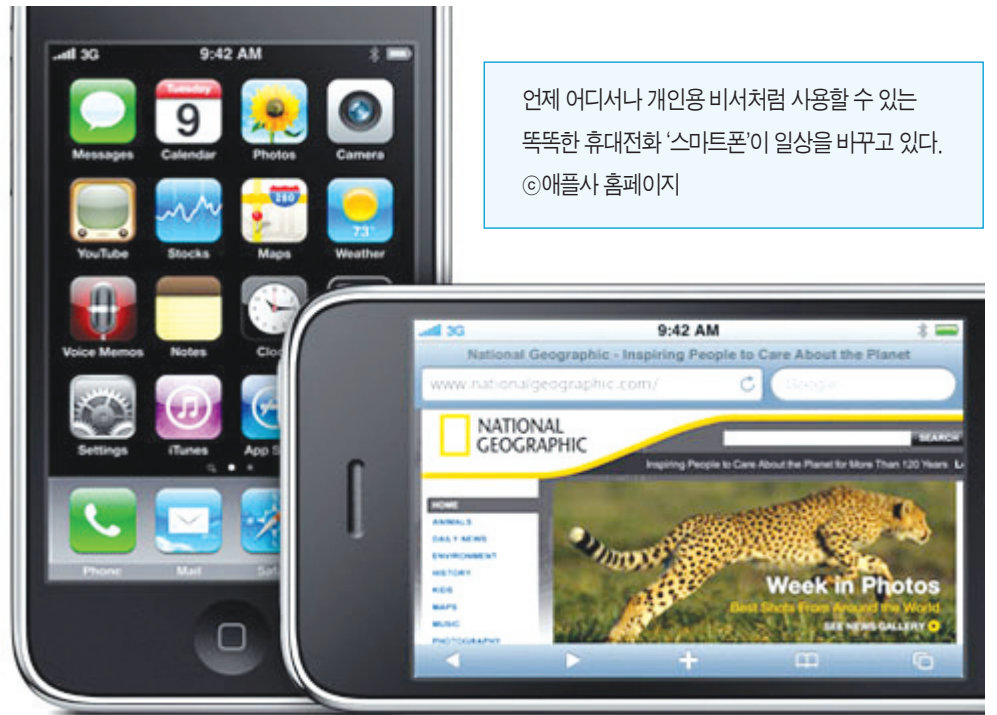 3G 9:42 AM
Tuesday
9
Messages Calendar Photos Camera
280
73°
YouTube Stocks Maps Weather
Voice Memos Notes
Settings iTunes
Phone Mail
언제 어디서나 개인용 비서처럼 사용할 수 있는
똑똑한 휴대전화 ‘스마트폰’이 일상을 바꾸고 있다.
ⓒ애플사 홈페이지
3G 9:42 AM
National Geographic - Inspiring People to Care About the Planet
www.nationalgeographic.com/ Google
NATIONAL
GEOGRAPHIC
SEARCH
Inspiring People to Care About the Planet for More Than 120 Years
HOME
ANIMALS
DAILY NEWS
ENVIRONMENT
HISTORY
KIDS
MAPS
MUSIC
PHOTOGRAPHY
Week in Photos
Best Shots From Around the World
SEE NEWS GALLERY